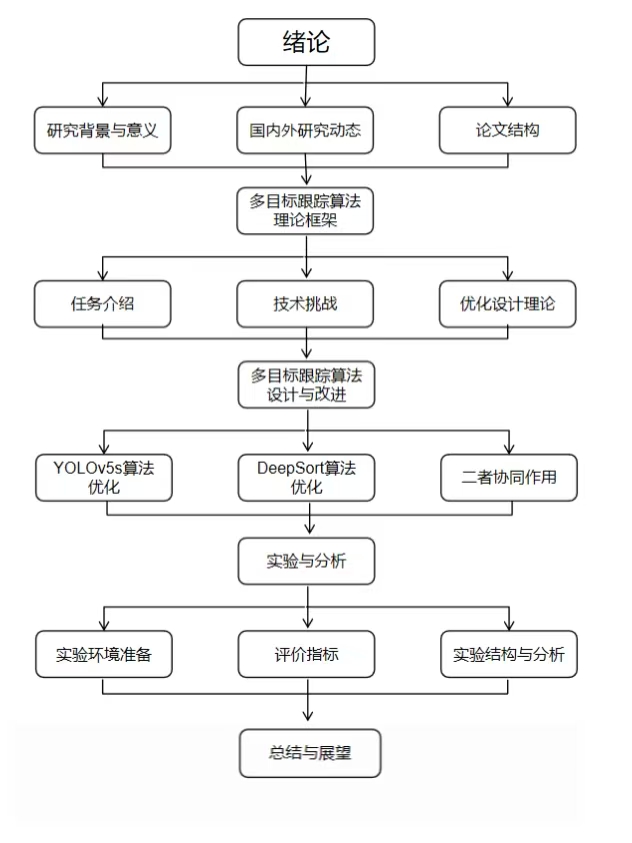 绪论
研究背景与意义
国内外研究动态
论文结构
多目标跟踪算法
理论框架
任务介绍
技术挑战
优化设计理论
多目标跟踪算法
设计与改进
YOLOv5s算法
优化
DeepSort算法
优化
二者协同作用
实验与分析
实验环境准备
评价指标
实验结构与分析
总结与展望